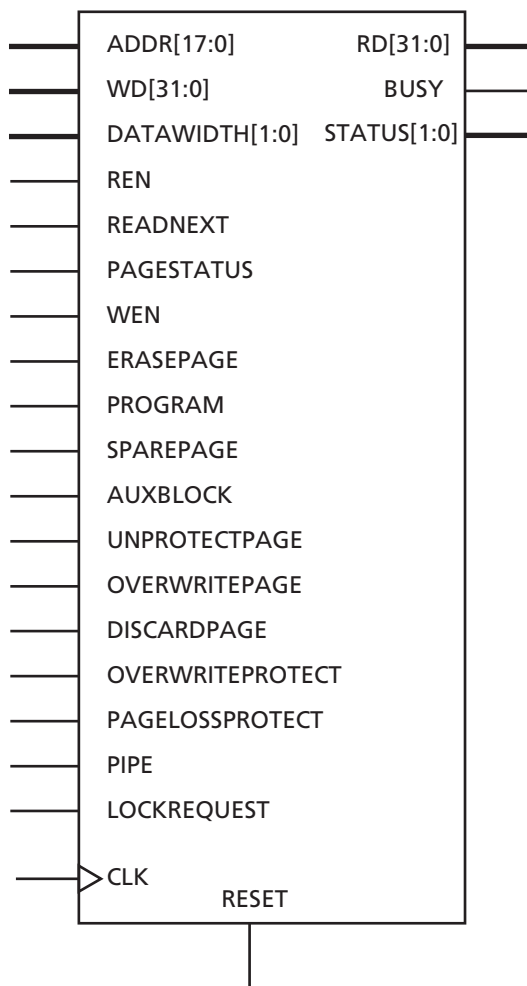 ADDR[17:0] RD[31:0]
WD[31:0] BUSY
DATAWIDTH[1:0] STATUS[1:0]
REN
READNEXT
PAGESTATUS
WEN
ERASEPAGE
PROGRAM
SPAREPAGE
AUXBLOCK
UNPROTECTPAGE
OVERWRITEPAGE
DISCARDPAGE
OVERWRITEPROTECT
PAGELOSSPROTECT
PIPE
LOCKREQUEST
CLK
RESET